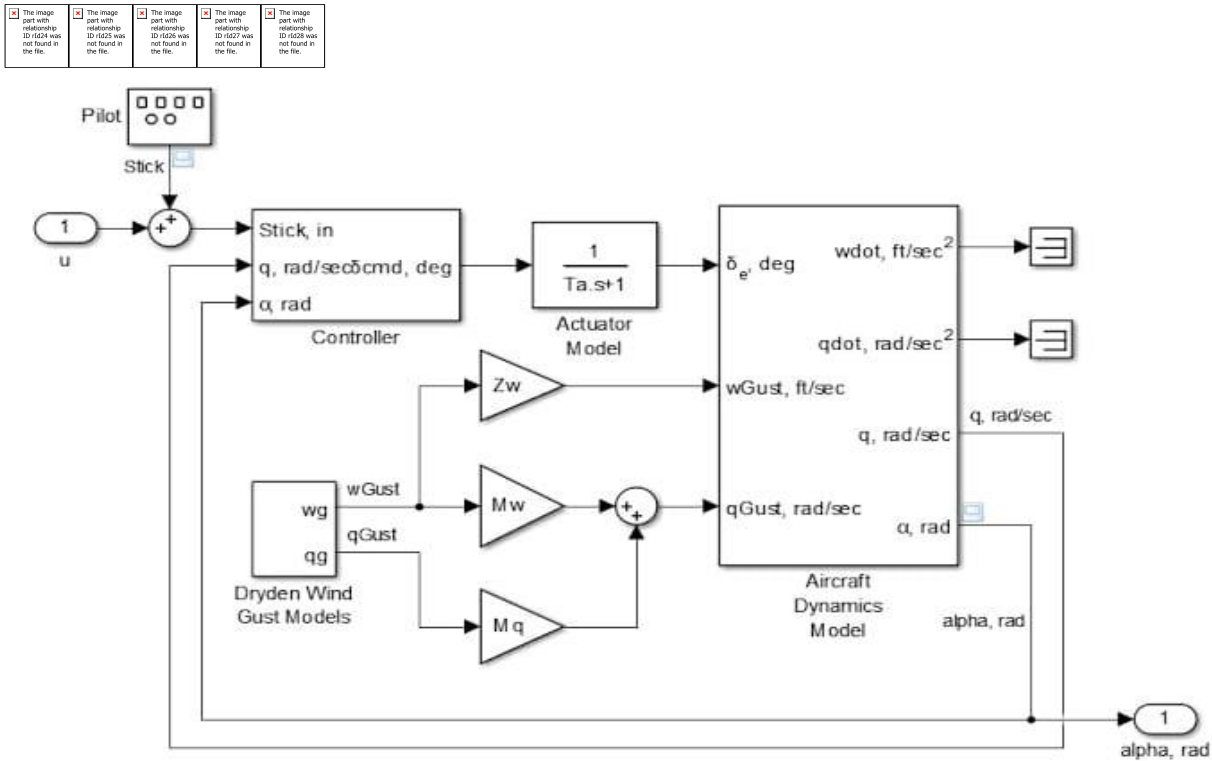 The image
part with
relationship
ID rId24 was
not found in
the file.
The image
part with
relationship
ID rId25 was
not found in
the file.
The image
part with
relationship
ID rId26 was
not found in
the file.
The image
part with
relationship
ID rId27 was
not found in
the file.
The image
part with
relationship
ID rId28 was
not found in
the file.
Pilot
Stick
1
u
++
Stick, in
q, rad/secδcmd, deg
α, rad
Controller
1
Ta.s+1
Actuator
Model
δe, deg
wdot, ft/sec²
qdot, rad/sec²
wGust, ft/sec
q, rad/sec
qGust, rad/sec
α, rad
Aircraft
Dynamics
Model
q, rad/sec
alpha, rad
Zw
Mw
Mq
++
wGust
wg
qGust
qg
Dryden Wind
Gust Models
1
alpha, rad